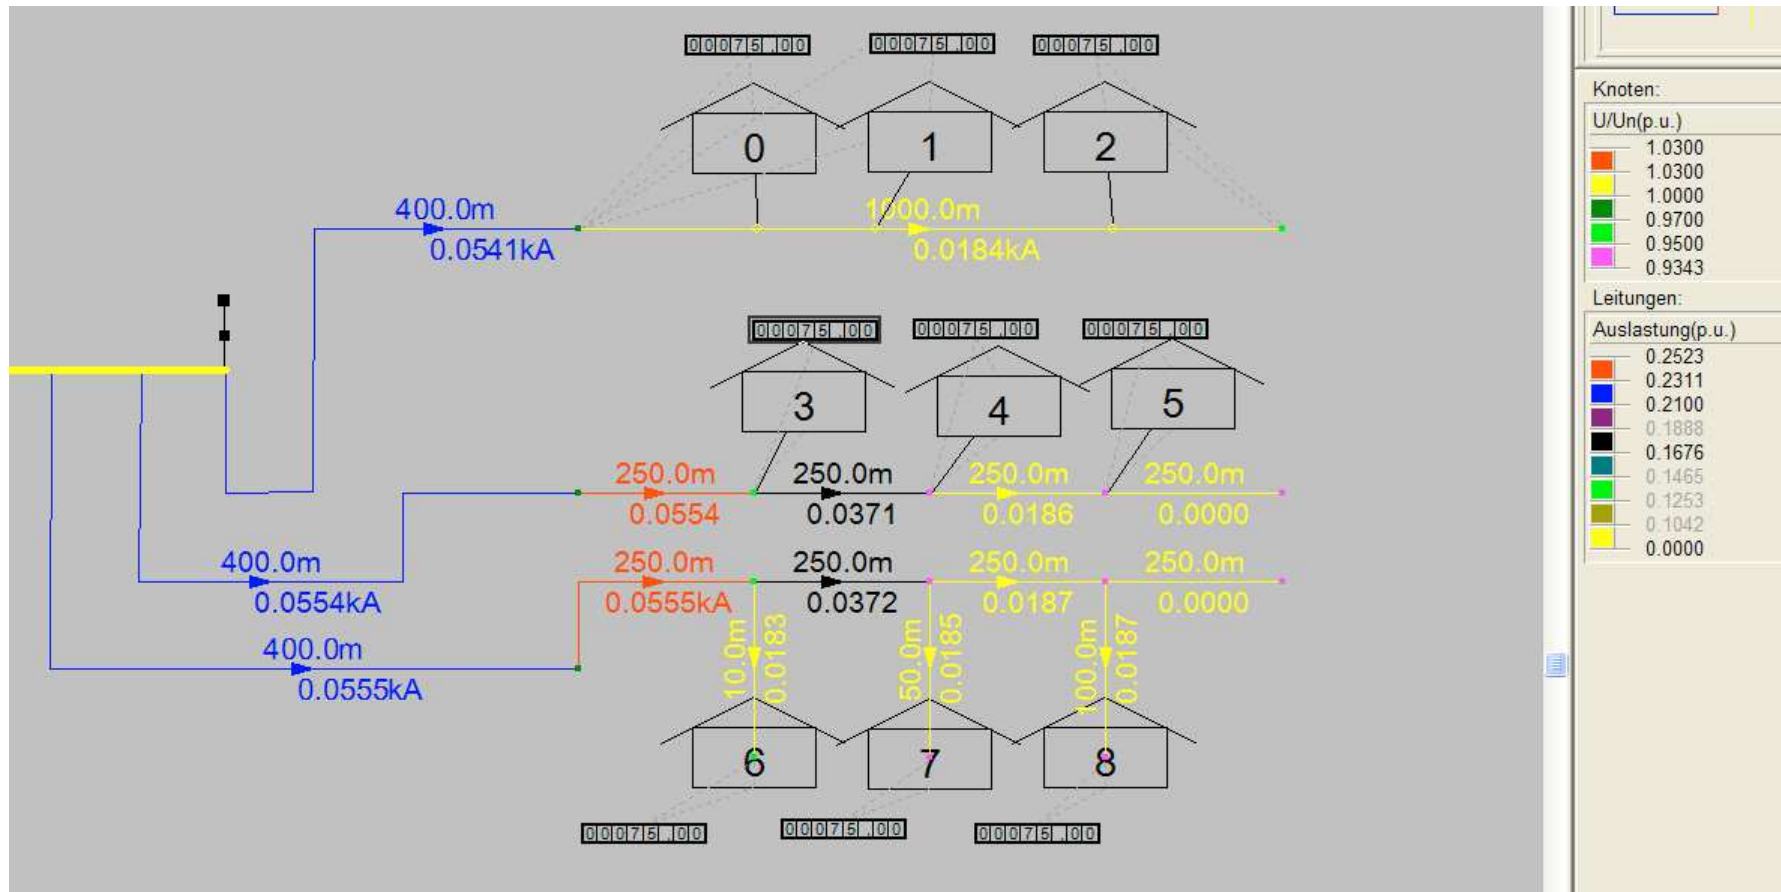 00075.00
00075.00
00075.00
0
1
2
400.0m
1000.0m
0.0541kA
0.0184kA
00075.00
00075.00
00075.00
3
4
5
250.0m
250.0m
250.0m
250.0m
0.0554
0.0371
0.0186
0.0000
400.0m
250.0m
250.0m
250.0m
250.0m
0.0554kA
0.0555kA
0.0372
0.0187
0.0000
400.0m
0.0555kA
10.0m
0.0183
50.0m
0.0185
100.0m
0.0187
6
7
8
00075.00
00075.00
00075.00
Knoten:
U/Un(p.u.)
1.0300
1.0300
1.0000
0.9700
0.9500
0.9343
Leitungen:
Auslastung(p.u.)
0.2523
0.2311
0.2100
0.1888
0.1676
0.1465
0.1253
0.1042
0.0000